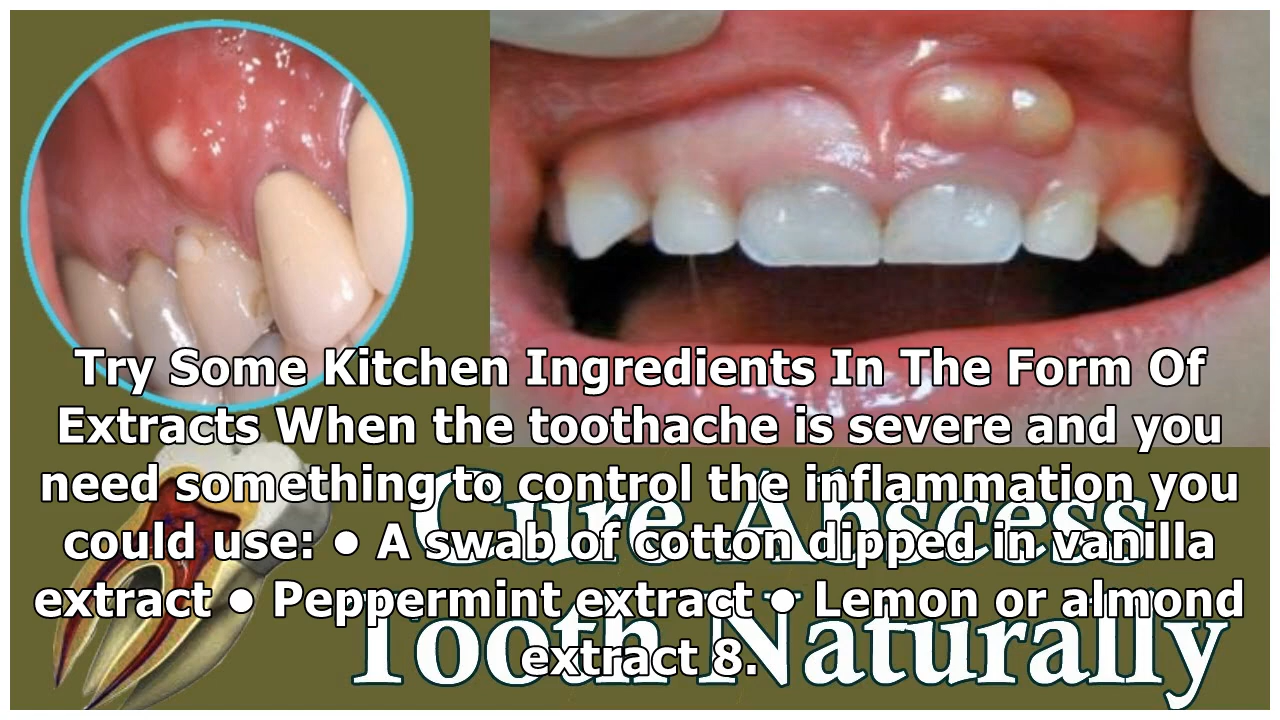 Try Some Kitchen Ingredients In The Form Of
Extracts When the toothache is severe and you
need something to control the inflammation you
could use: • A swab of cotton dipped in vanilla
extract • Peppermint extract • Lemon or almond
extract 8.
Cure Abscess
Tooth Naturally